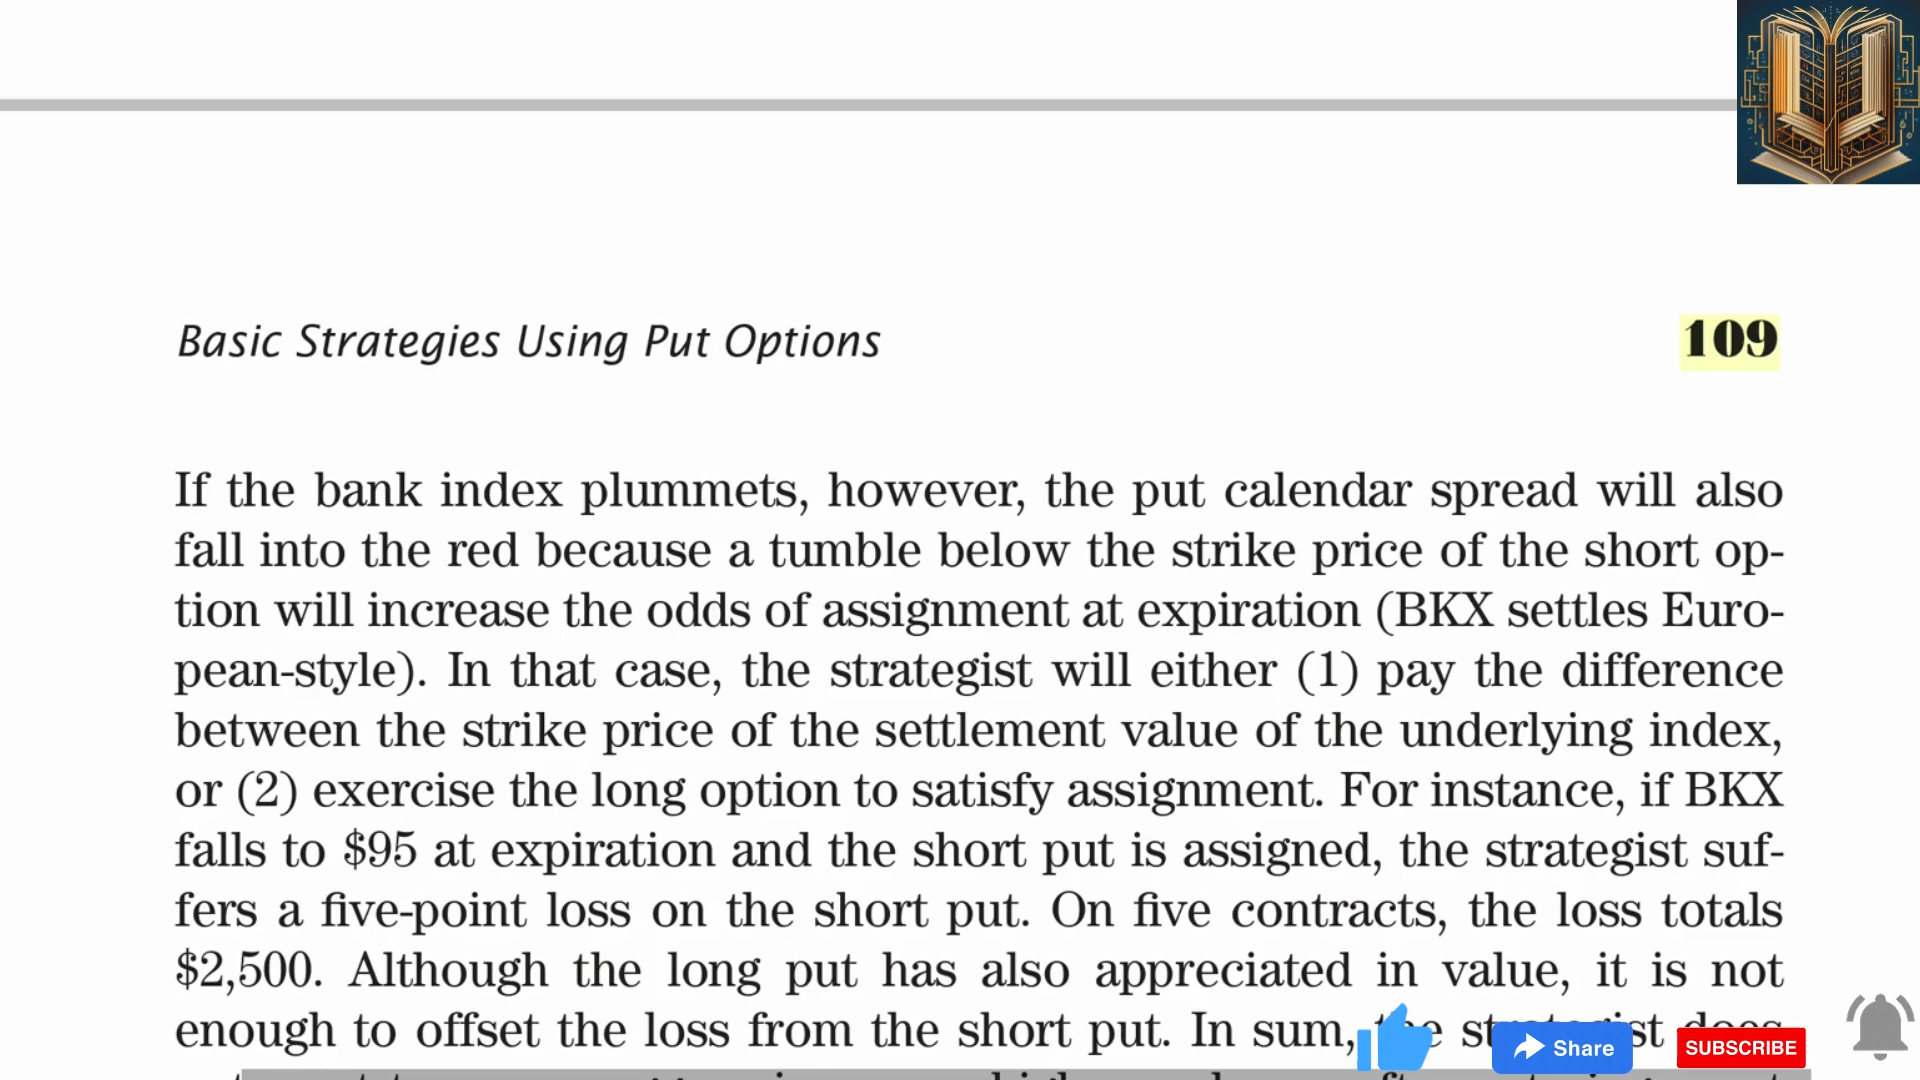 Basic Strategies Using Put Options 109
If the bank index plummets, however, the put calendar spread will also
fall into the red because a tumble below the strike price of the short op-
tion will increase the odds of assignment at expiration (BKX settles Euro-
pean-style). In that case, the strategist will either (1) pay the difference
between the strike price of the settlement value of the underlying index,
or (2) exercise the long option to satisfy assignment. For instance, if BKX
falls to $95 at expiration and the short put is assigned, the strategist suf-
fers a five-point loss on the short put. On five contracts, the loss totals
$2,500. Although the long put has also appreciated in value, it is not
enough to offset the loss from the short put. In sum,
Share
SUBSCRIBE